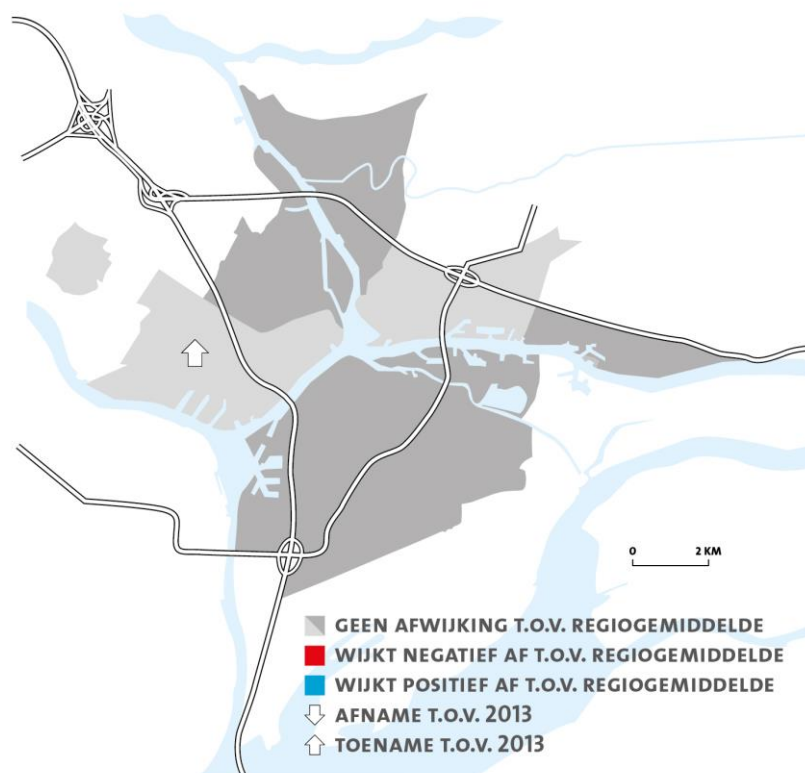 0 2 KM
GEEN AFWIJKING T.O.V. REGIOGEMIDDELDE
WIJKT NEGATIEF AF T.O.V. REGIOGEMIDDELDE
WIJKT POSITIEF AF T.O.V. REGIOGEMIDDELDE
AFNAME T.O.V. 2013
TOENAME T.O.V. 2013